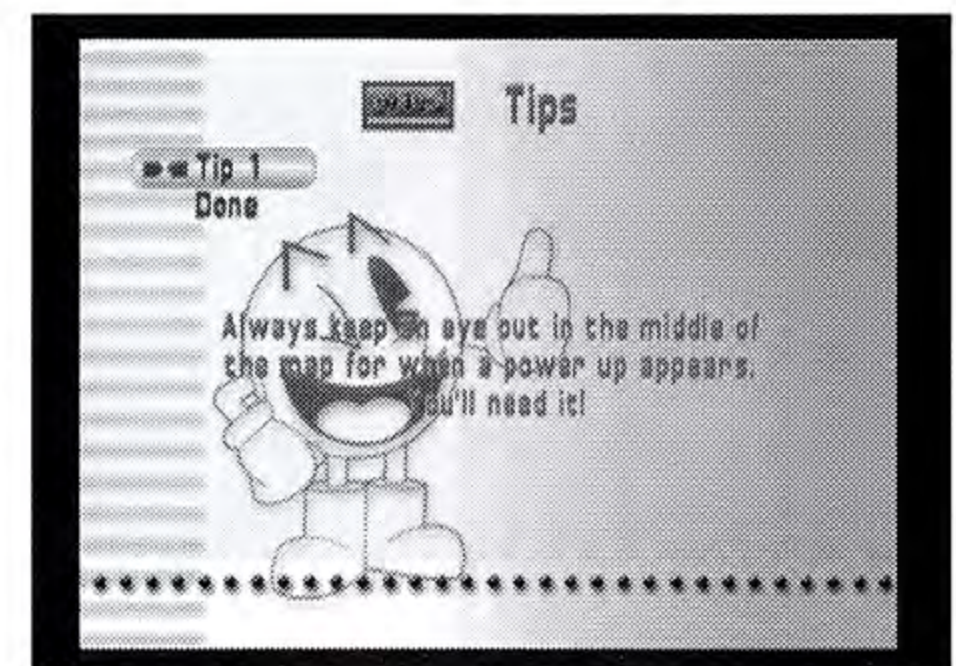 Tips
Tip 1
Done
Always keep an eye out in the middle of
the map for when a power up appears.
You'll need it!